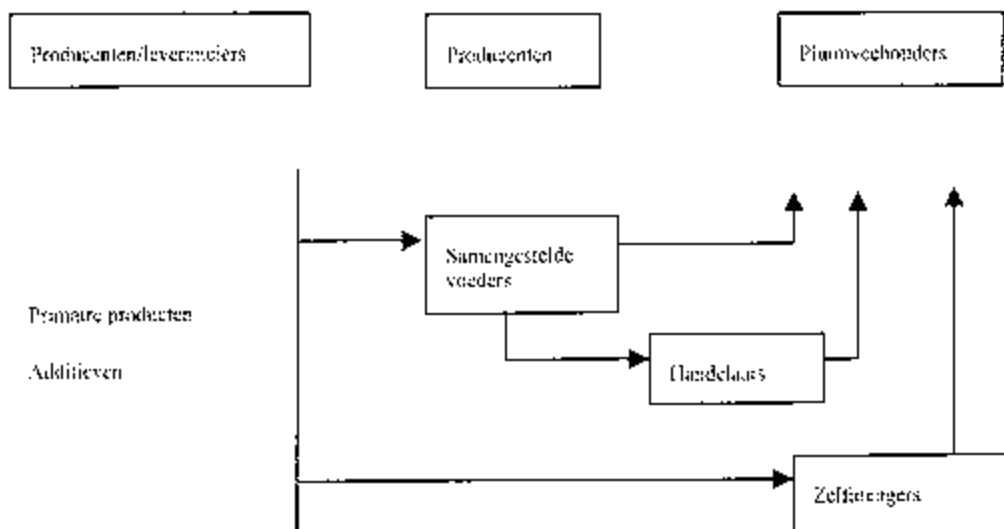 Producenten/leveranciers
Producenten
Pluimveehouders
Samengestelde
voeders
Primaire producten
Handelaars
Additieven
Zelfmengers